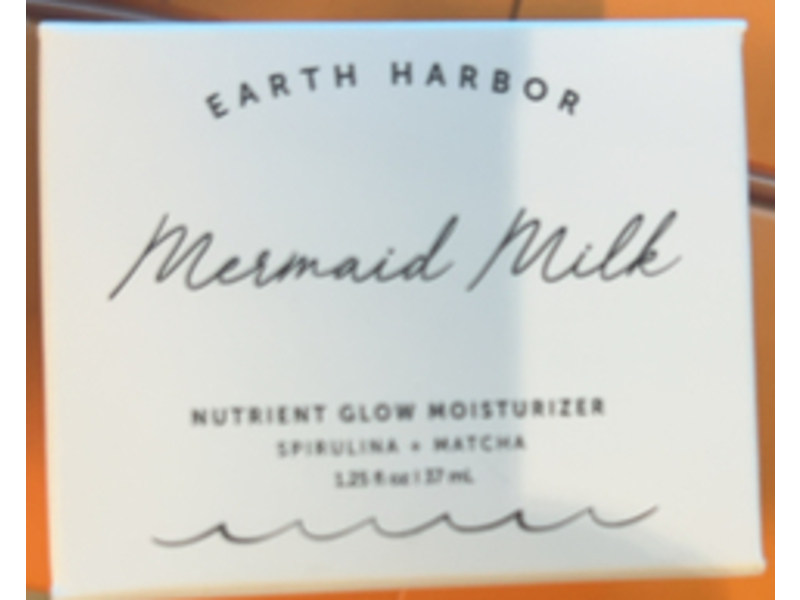 EARTH HARBOR
Mermaid Milk
NUTRIENT GLOW MOISTURIZER
SPIRULINA + MATCHA
1.25 fl oz | 37 mL